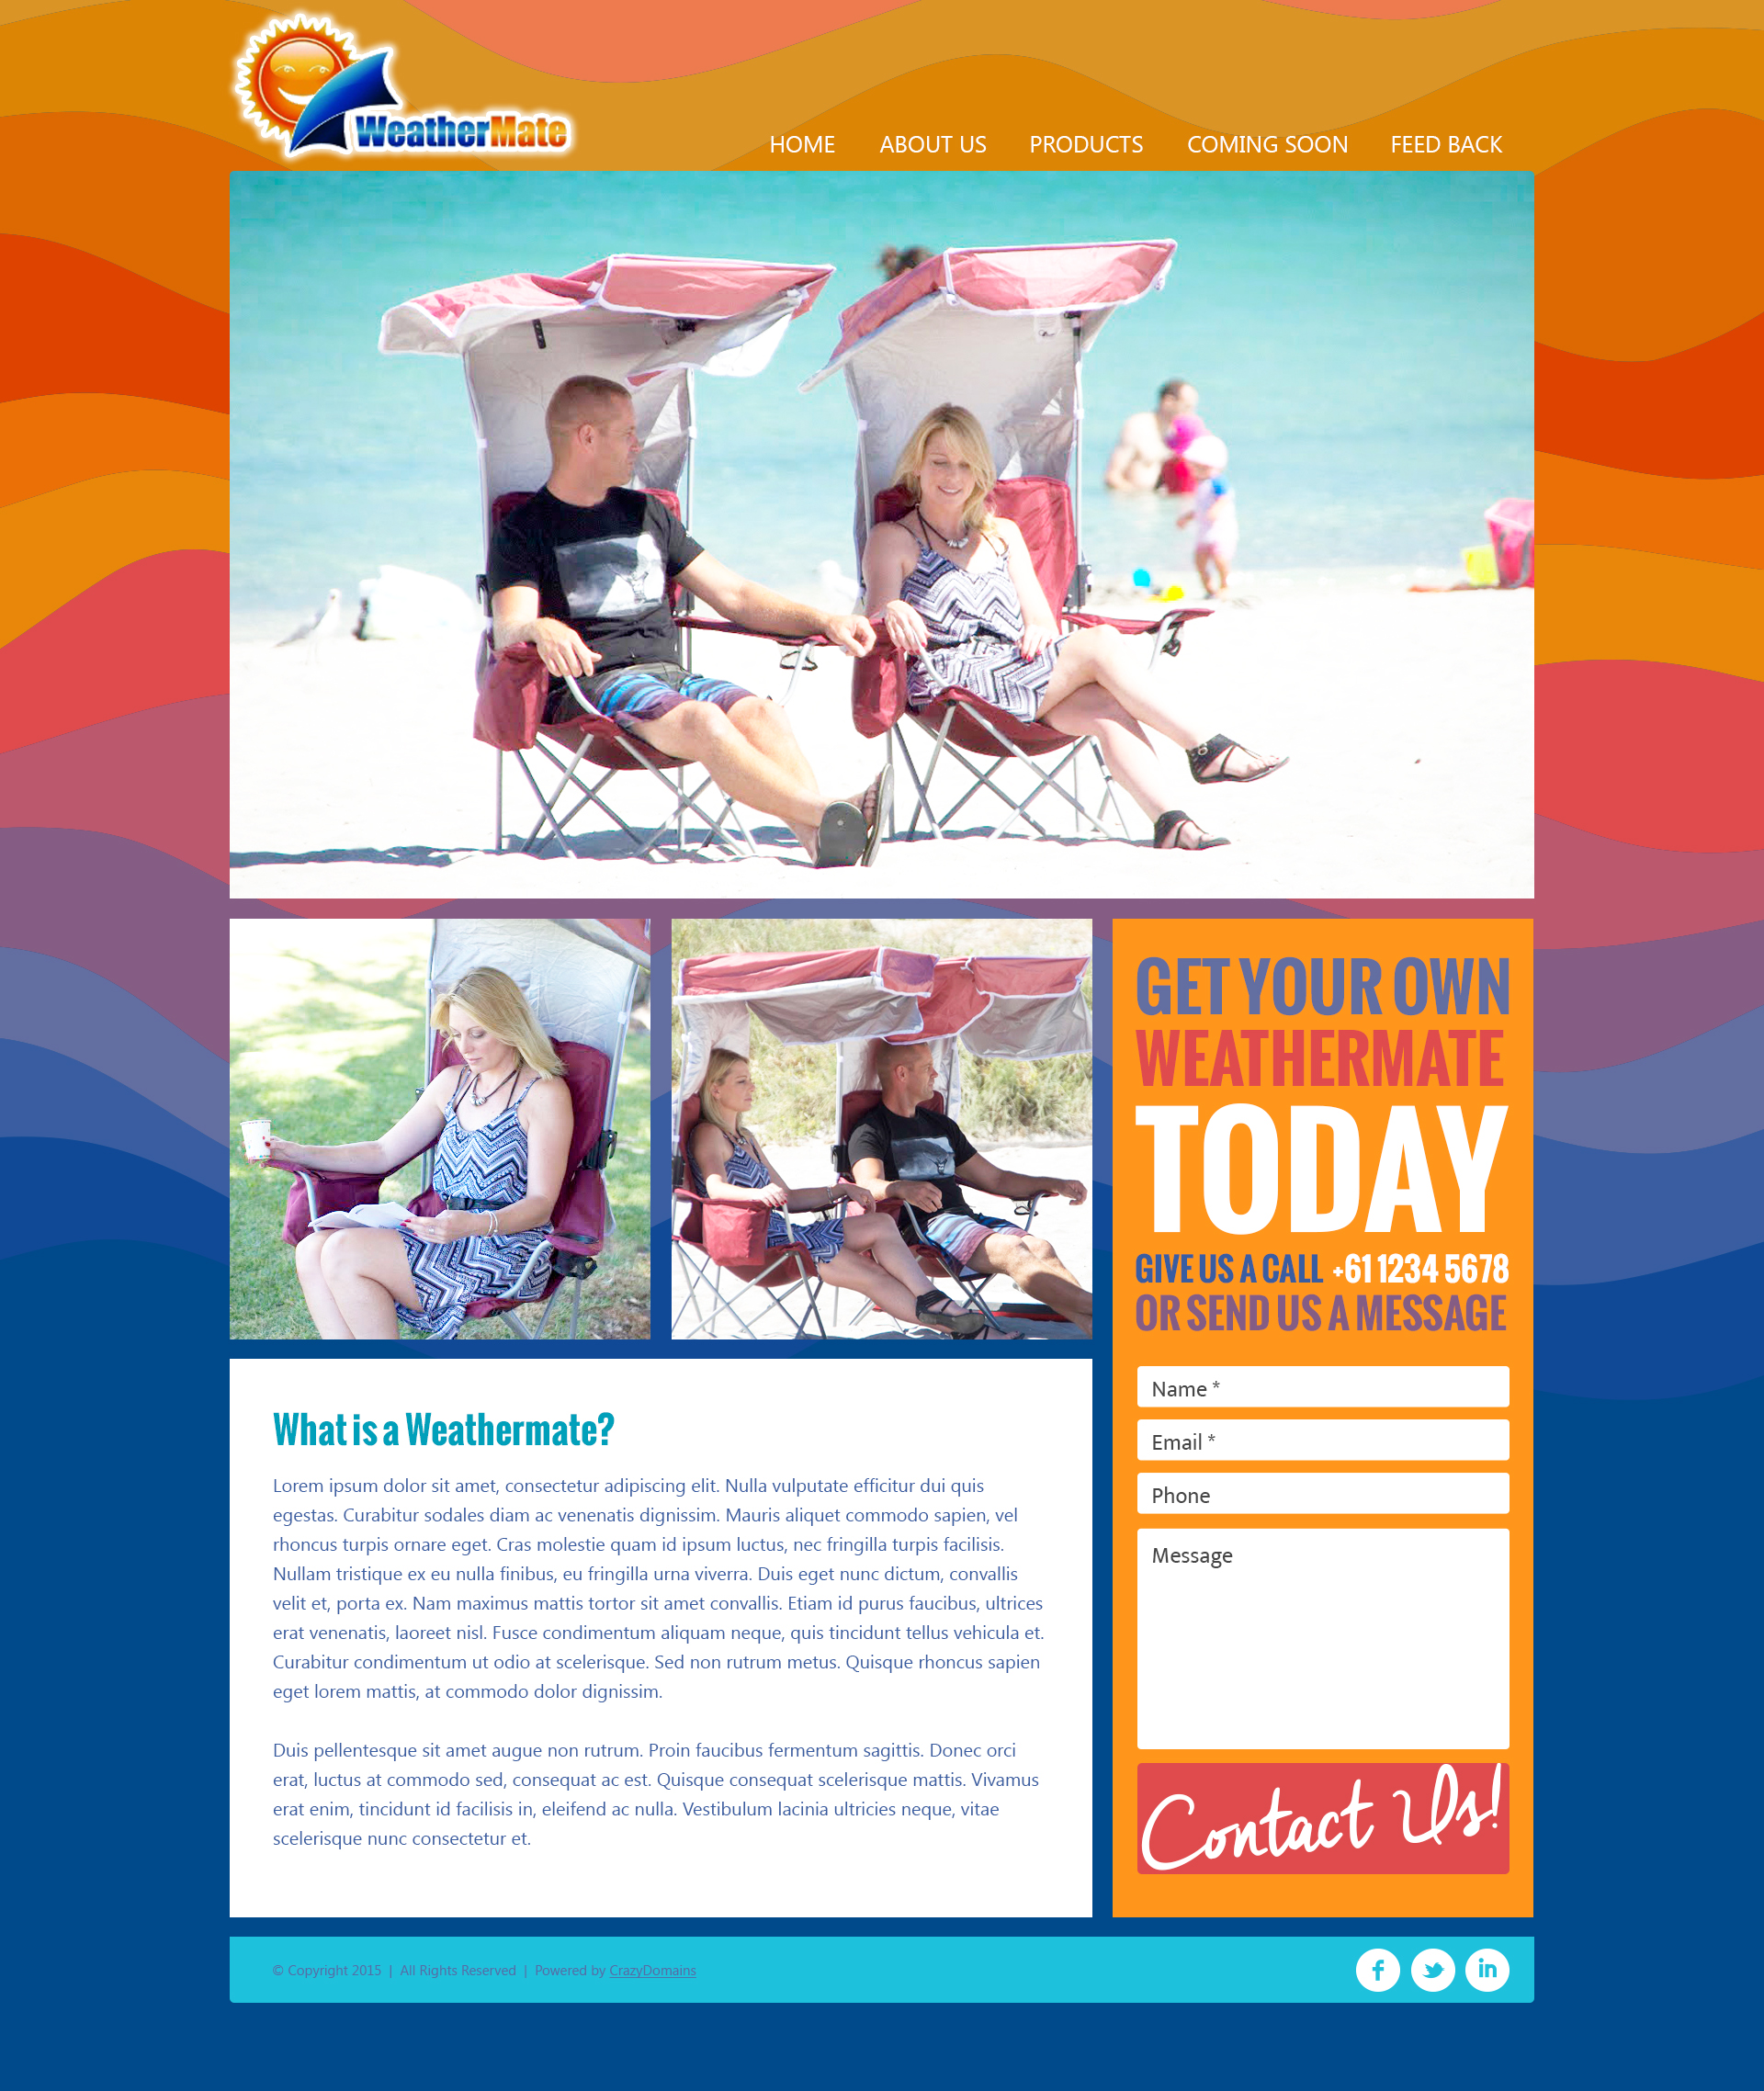 WeatherMate
HOME ABOUT US PRODUCTS COMING SOON FEED BACK
GET YOUR OWN
WEATHERMATE
TODAY
GIVE US A CALL +61 1234 5678
OR SEND US A MESSAGE
Name *
Email *
Phone
Message
Contact Us!
What is a Weathermate?
Lorem ipsum dolor sit amet, consectetur adipiscing elit. Nulla vulputate efficitur dui quis
egestas. Curabitur sodales diam ac venenatis dignissim. Mauris aliquet commodo sapien, vel
rhoncus turpis ornare eget. Cras molestie quam id ipsum luctus, nec fringilla turpis facilisis.
Nullam tristique ex eu nulla finibus, eu fringilla urna viverra. Duis eget nunc dictum, convallis
velit et, porta ex. Nam maximus mattis tortor sit amet convallis. Etiam id purus faucibus, ultrices
erat venenatis, laoreet nisl. Fusce condimentum aliquam neque, quis tincidunt tellus vehicula et.
Curabitur condimentum ut odio at scelerisque. Sed non rutrum metus. Quisque rhoncus sapien
eget lorem mattis, at commodo dolor dignissim.
Duis pellentesque sit amet augue non rutrum. Proin faucibus fermentum sagittis. Donec orci
erat, luctus at commodo sed, consequat ac est. Quisque consequat scelerisque mattis. Vivamus
erat enim, tincidunt id facilisis in, eleifend ac nulla. Vestibulum lacinia ultricies neque, vitae
scelerisque nunc consectetur et.
© Copyright 2015 | All Rights Reserved | Powered by CrazyDomains
f in